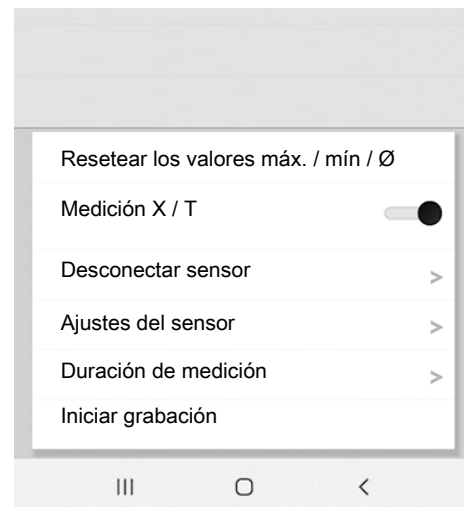 Resetear los valores máx. / mín / Ø
Medición X / T
Desconectar sensor
Ajustes del sensor
Duración de medición
Iniciar grabación